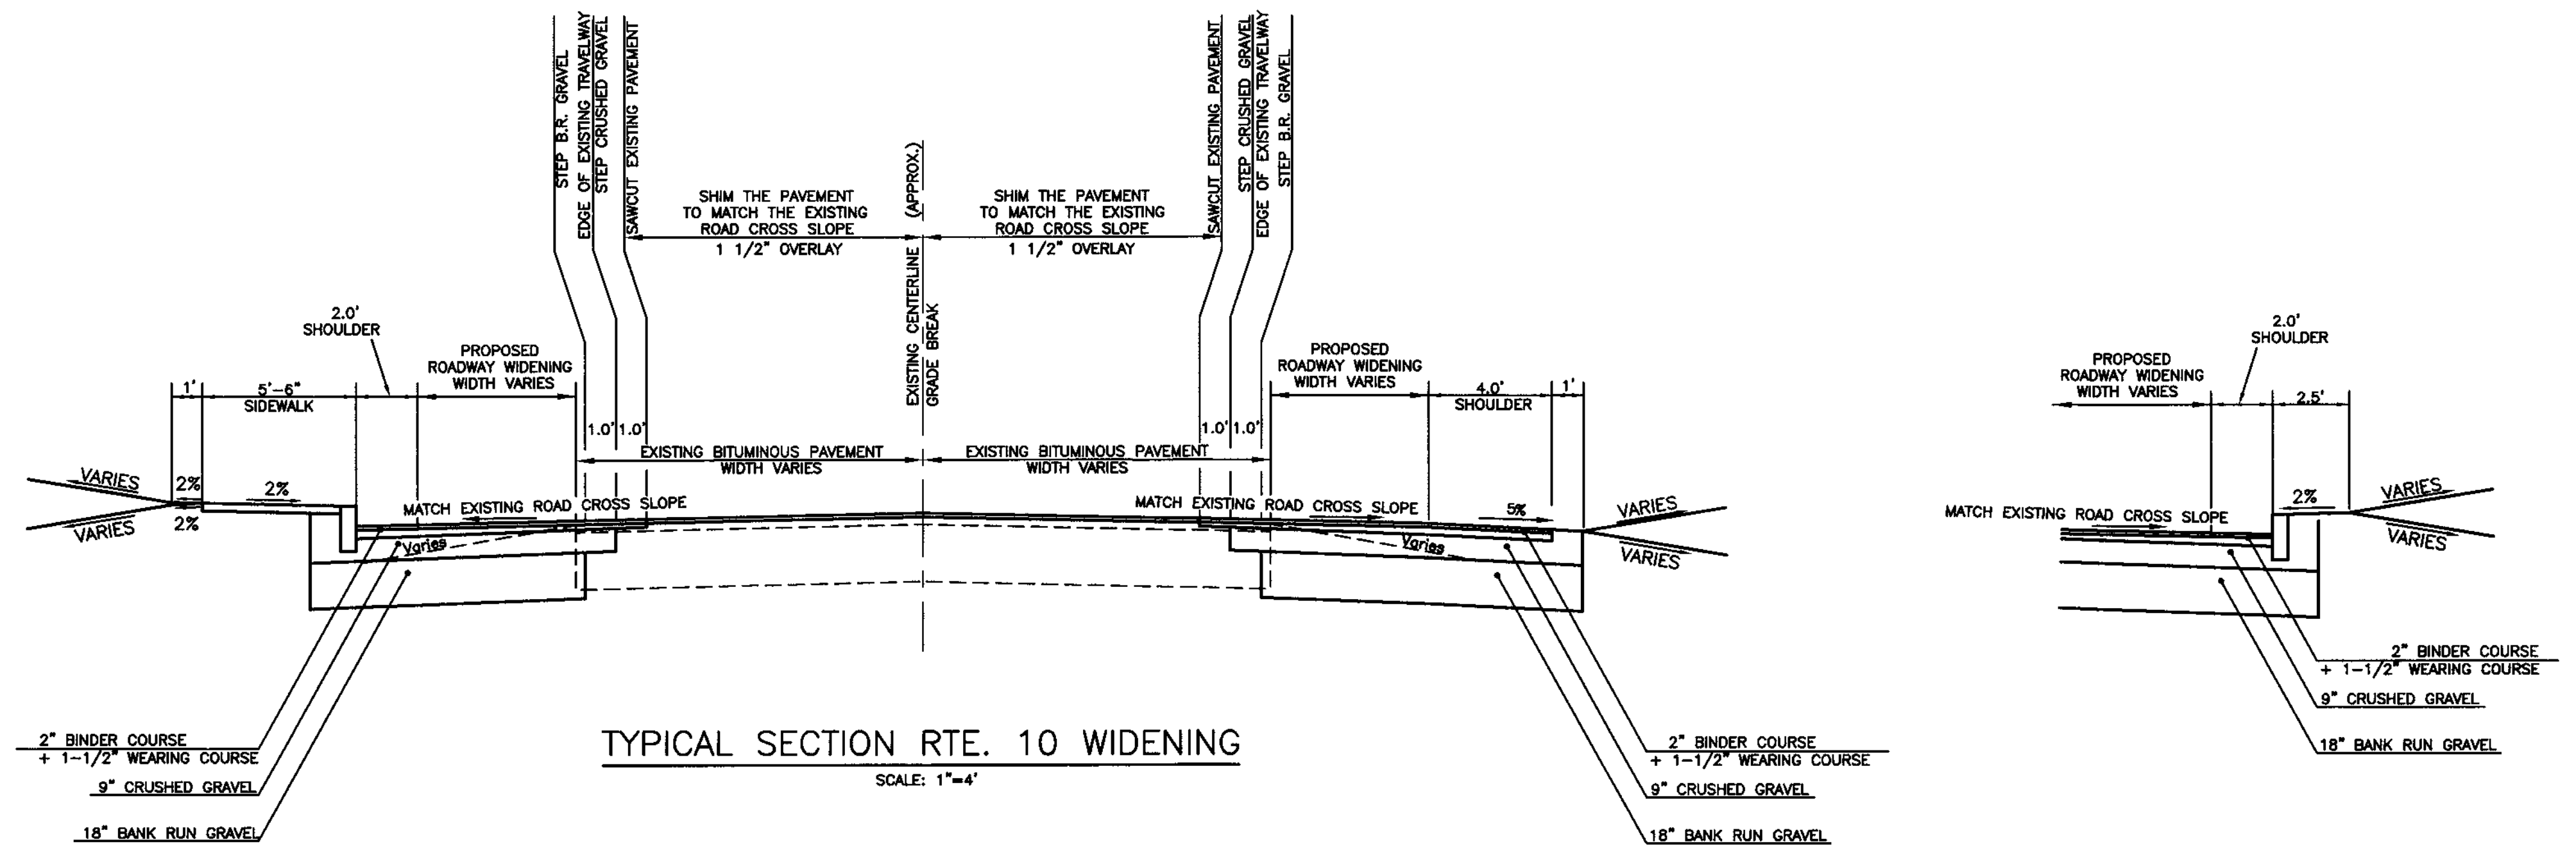 STEP B.R. GRAVEL
EDGE OF EXISTING TRAVELWAY
STEP CRUSHED GRAVEL
SAWCUT EXISTING PAVEMENT
SHIM THE PAVEMENT
TO MATCH THE EXISTING
ROAD CROSS SLOPE
1 1/2" OVERLAY
EXISTING CENTERLINE (APPROX.)
GRADE BREAK
SHIM THE PAVEMENT
TO MATCH THE EXISTING
ROAD CROSS SLOPE
1 1/2" OVERLAY
SAWCUT EXISTING PAVEMENT
STEP CRUSHED GRAVEL
EDGE OF EXISTING TRAVELWAY
STEP B.R. GRAVEL
2.0'
SHOULDER
PROPOSED
ROADWAY WIDENING
WIDTH VARIES
1'
5'-6"
SIDEWALK
1.0'
1.0'
EXISTING BITUMINOUS PAVEMENT
WIDTH VARIES
EXISTING BITUMINOUS PAVEMENT
WIDTH VARIES
1.0'
1.0'
PROPOSED
ROADWAY WIDENING
WIDTH VARIES
4.0'
SHOULDER
1'
VARIES
VARIES
2%
2%
2%
MATCH EXISTING ROAD CROSS SLOPE
Varies
MATCH EXISTING ROAD CROSS SLOPE
Varies
5%
VARIES
VARIES
2" BINDER COURSE
+ 1-1/2" WEARING COURSE
9" CRUSHED GRAVEL
18" BANK RUN GRAVEL
TYPICAL SECTION RTE. 10 WIDENING
SCALE: 1"=4'
2" BINDER COURSE
+ 1-1/2" WEARING COURSE
9" CRUSHED GRAVEL
18" BANK RUN GRAVEL
2.0'
SHOULDER
PROPOSED
ROADWAY WIDENING
WIDTH VARIES
2.5'
MATCH EXISTING ROAD CROSS SLOPE
2%
VARIES
VARIES
2" BINDER COURSE
+ 1-1/2" WEARING COURSE
9" CRUSHED GRAVEL
18" BANK RUN GRAVEL